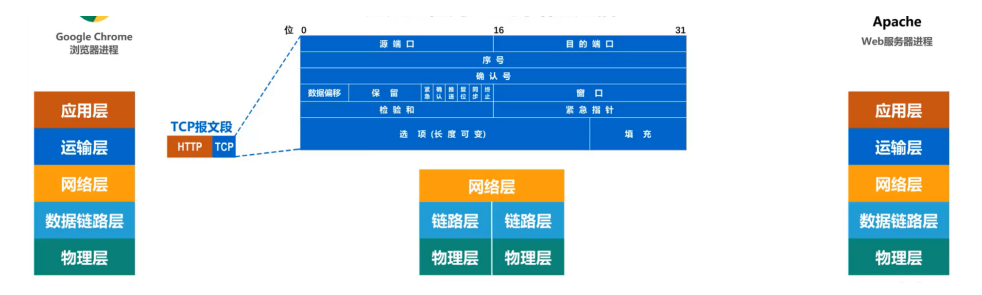 Google Chrome
浏览器进程
应用层
运输层
网络层
数据链路层
物理层
TCP报文段
HTTP TCP
位 0 16 31
源端口 目的端口
序号
确认号
数据偏移 保留 紧急 确认 推送 复位 同步 终止 窗口
检验和 紧急指针
选项(长度可变) 填充
网络层
链路层 链路层
物理层 物理层
Apache
Web服务器进程
应用层
运输层
网络层
数据链路层
物理层